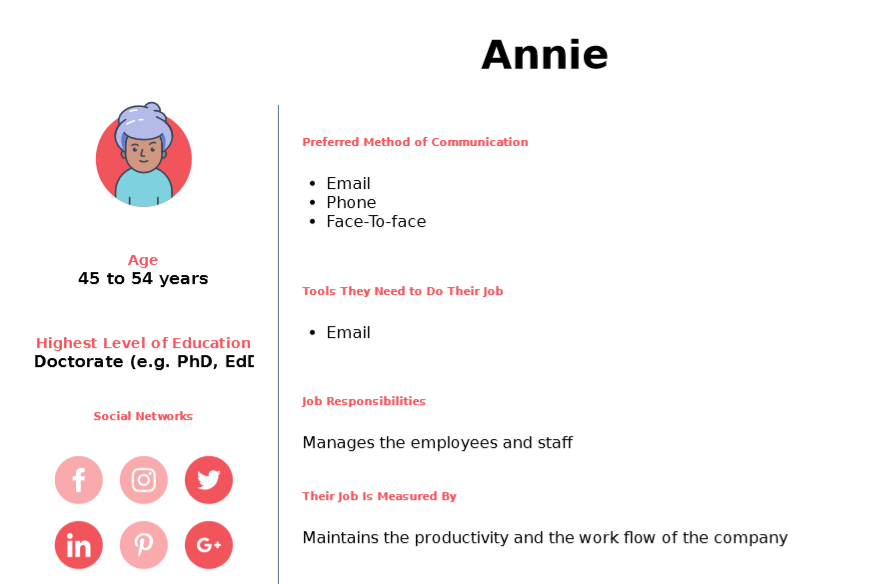 Annie
Age
45 to 54 years
Highest Level of Education
Doctorate (e.g. PhD,
Social Networks
Preferred Method of Communication
• Email
• Phone
• Face-To-face
Tools They Need to Do Their Job
• Email
Job Responsibilities
Manages the employees and staff
Their Job Is Measured By
Maintains the productivity and the work flow of the company